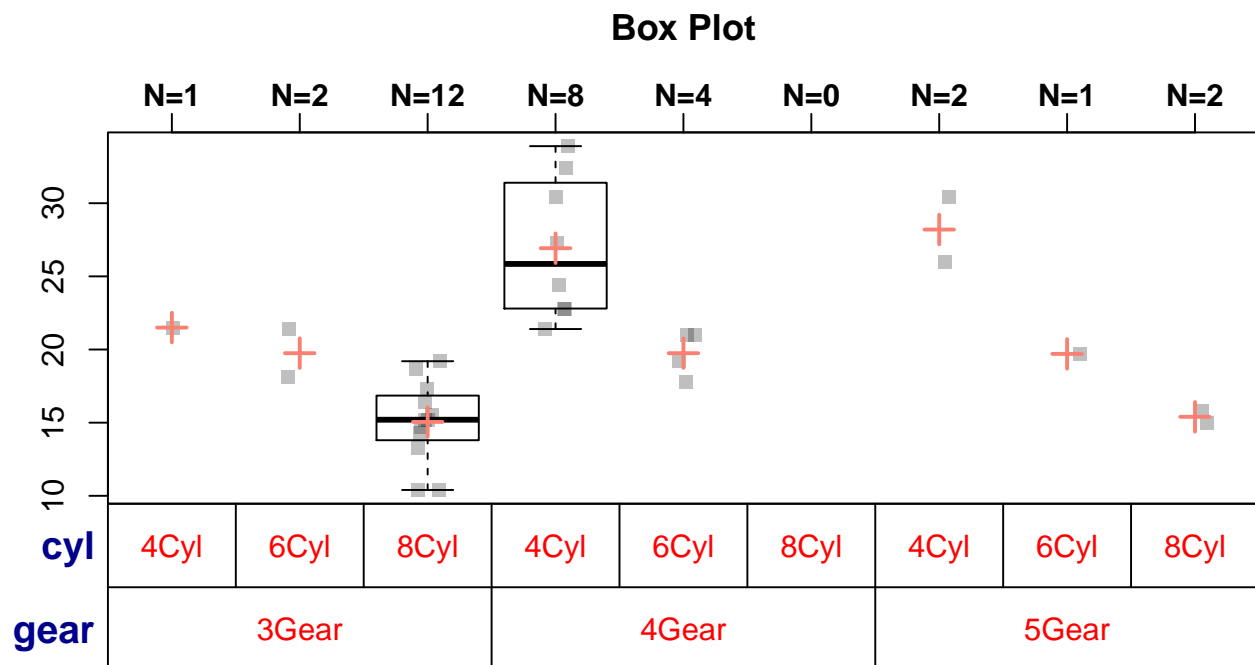 Box Plot
N=1 N=2 N=12 N=8 N=4 N=0 N=2 N=1 N=2
30
25
20
15
10
cyl 4Cyl 6Cyl 8Cyl 4Cyl 6Cyl 8Cyl 4Cyl 6Cyl 8Cyl
gear 3Gear 4Gear 5Gear